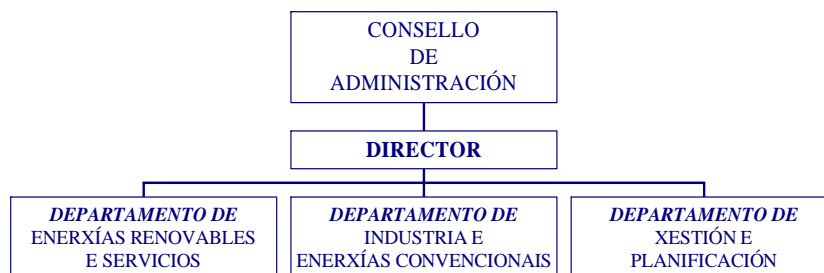 CONSELLO
DE
ADMINISTRACIÓN
DIRECTOR
DEPARTAMENTO DE
ENERXÍAS RENOVABLES
E SERVICIOS
DEPARTAMENTO DE
INDUSTRIA E
ENERXÍAS CONVENCIONAIS
DEPARTAMENTO DE
XESTIÓN E
PLANIFICACIÓN